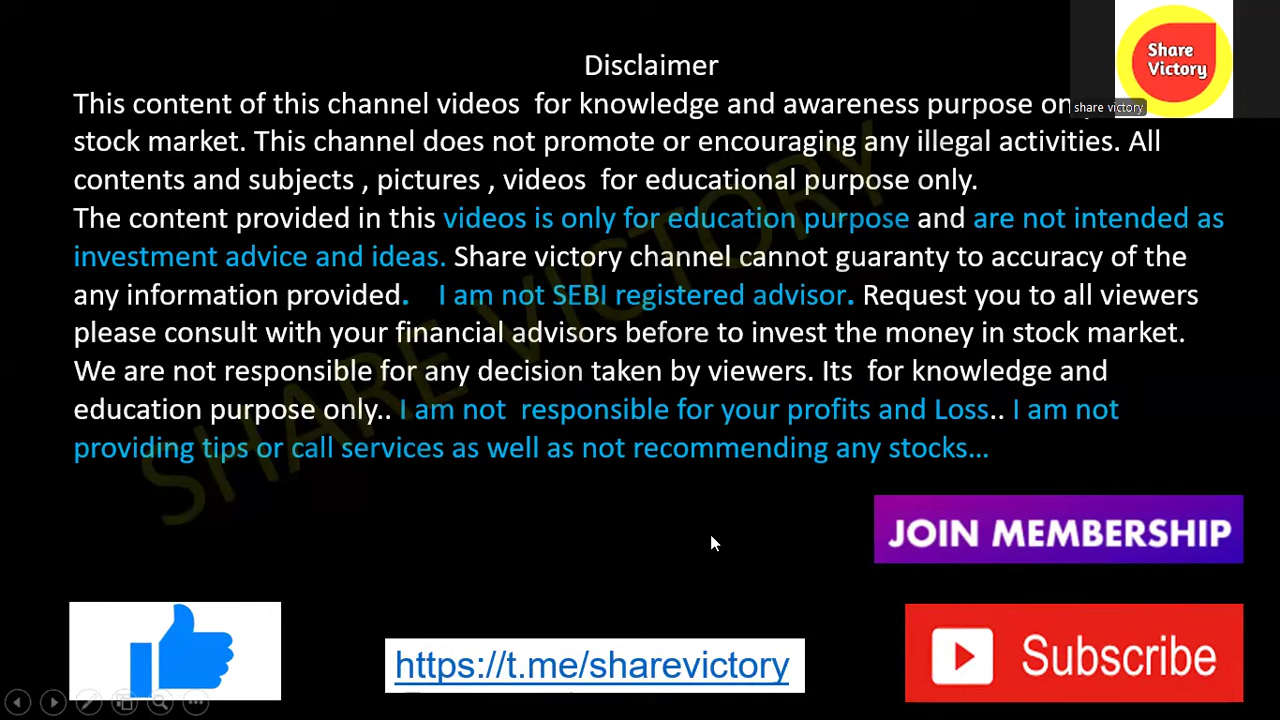 Share
Victory
share victory
Disclaimer
This content of this channel videos  for knowledge and awareness purpose on
stock market. This channel does not promote or encouraging any illegal activities. All
contents and subjects , pictures , videos  for educational purpose only.
The content provided in this videos is only for education purpose and are not intended as
investment advice and ideas. Share victory channel cannot guaranty to accuracy of the
any information provided.    I am not SEBI registered advisor. Request you to all viewers
please consult with your financial advisors before to invest the money in stock market.
We are not responsible for any decision taken by viewers. Its  for knowledge and
education purpose only.. I am not  responsible for your profits and Loss.. I am not
providing tips or call services as well as not recommending any stocks…
SHARE VICTORY
JOIN MEMBERSHIP
https://t.me/sharevictory
Subscribe